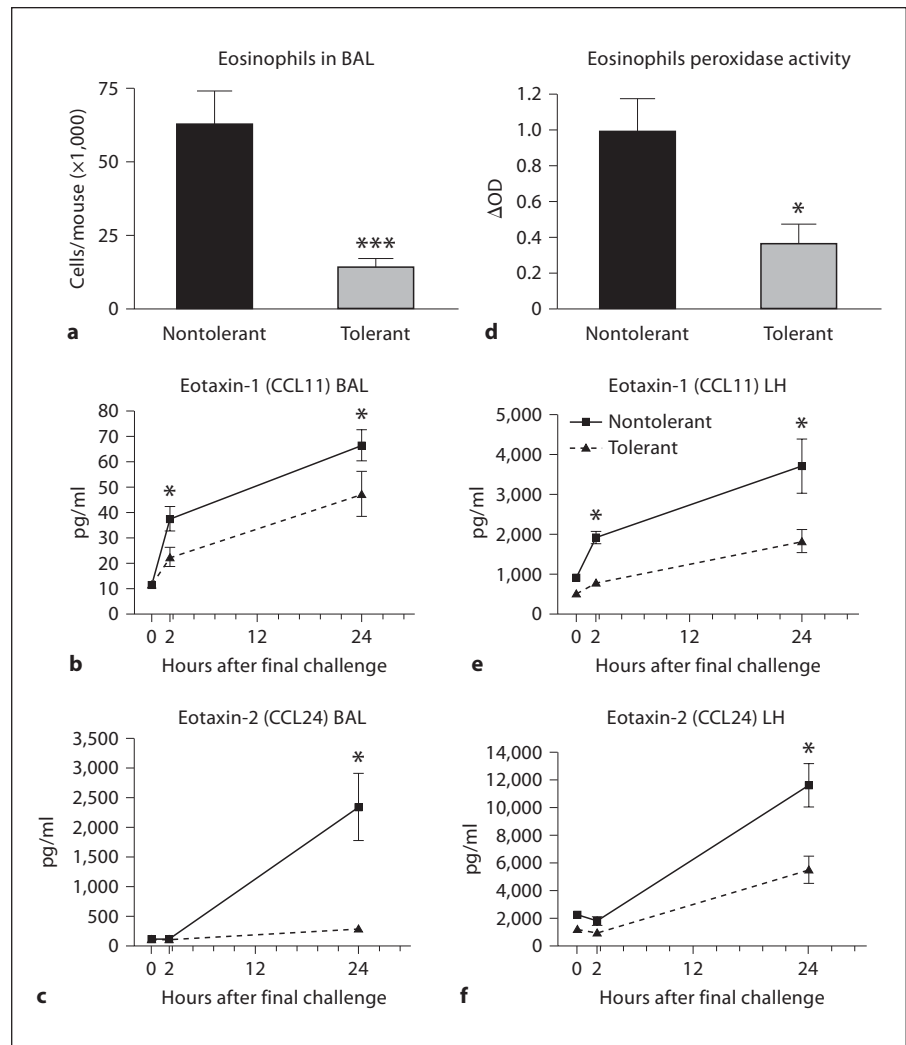 Eosinophils in BAL
Cells/mouse (×1,000)
75
50
25
0
***
Nontolerant
Tolerant
a
Eosinophils peroxidase activity
ΔOD
1.2
1.0
0.8
0.6
0.4
0.2
0
*
Nontolerant
Tolerant
d
Eotaxin-1 (CCL11) BAL
pg/ml
80
70
60
50
40
30
20
10
0
*
*
0 2 12 24
Hours after final challenge
b
Eotaxin-1 (CCL11) LH
pg/ml
5,000
4,000
3,000
2,000
1,000
0
Nontolerant
Tolerant
*
*
0 2 12 24
Hours after final challenge
e
Eotaxin-2 (CCL24) BAL
pg/ml
3,500
3,000
2,500
2,000
1,500
1,000
500
0
*
0 2 12 24
Hours after final challenge
c
Eotaxin-2 (CCL24) LH
pg/ml
14,000
12,000
10,000
8,000
6,000
4,000
2,000
0
*
0 2 12 24
Hours after final challenge
f